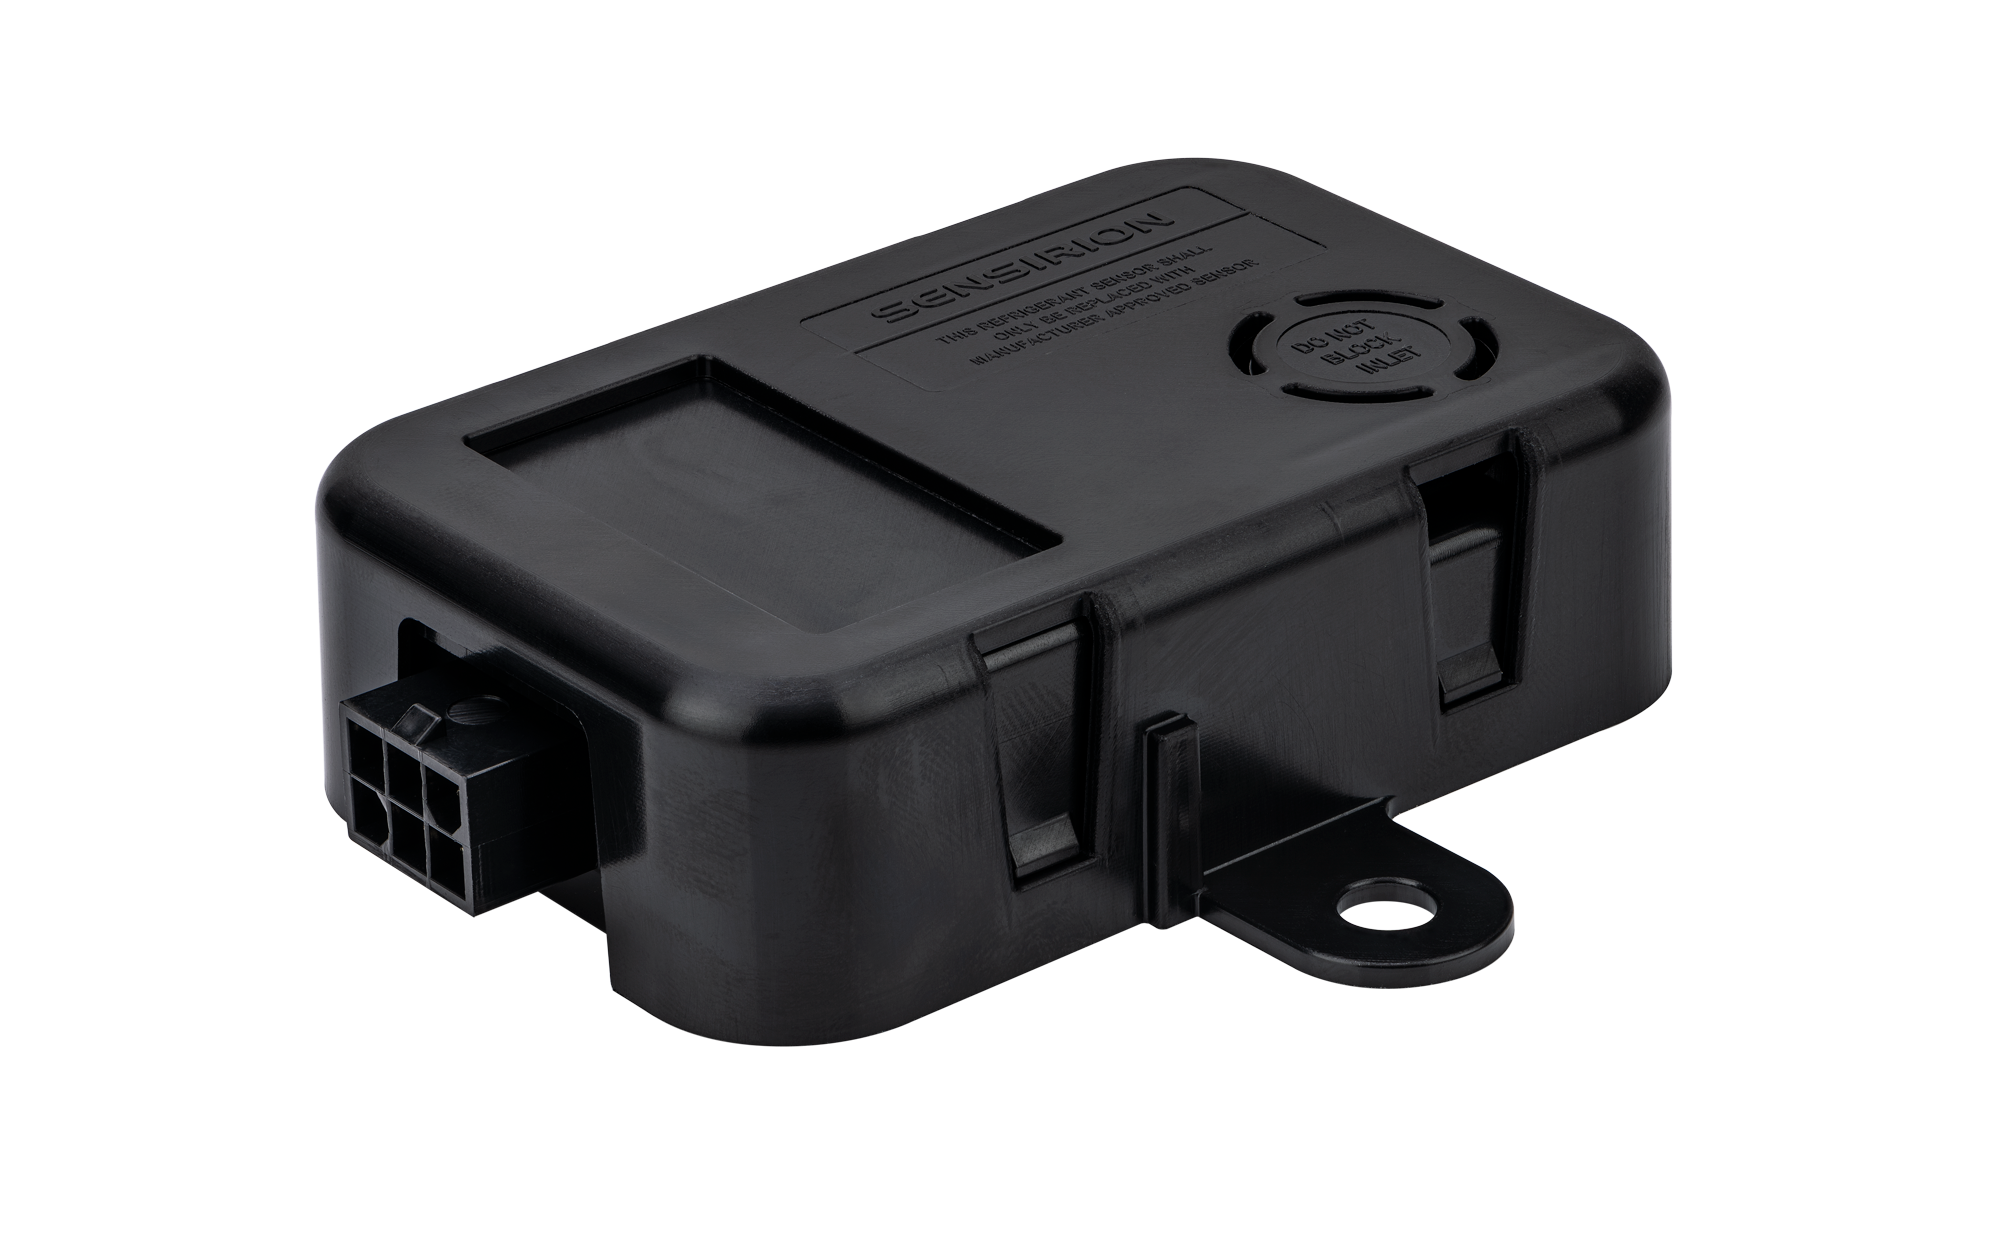 SENSIRION
THIS REFRIGERANT SENSOR SHALL
ONLY BE REPLACED WITH
MANUFACTURER APPROVED SENSOR
DO NOT
BLOCK
INLET